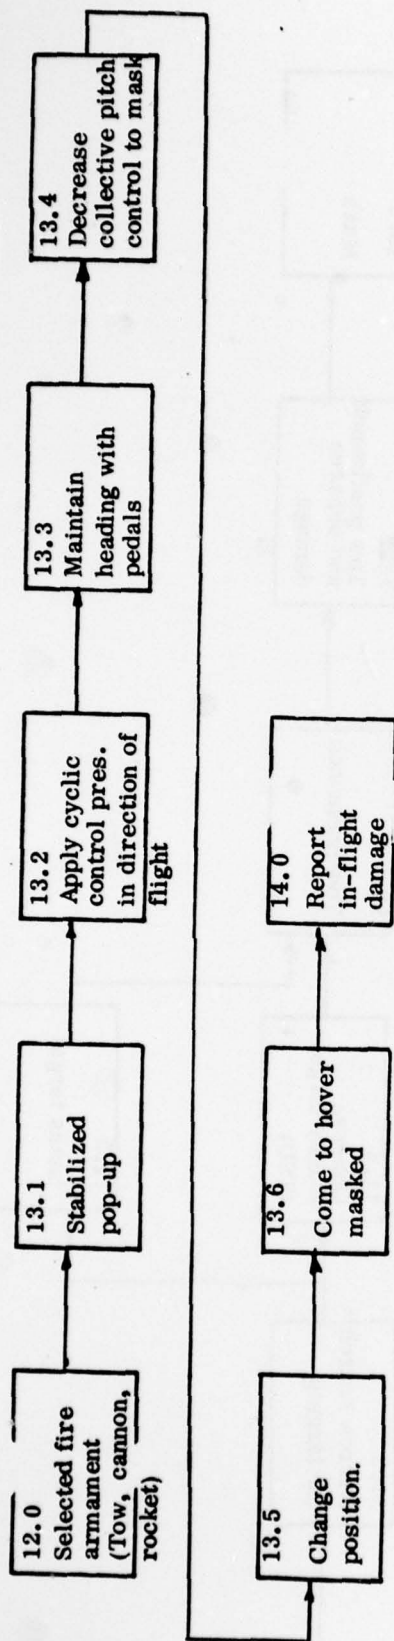 12.0
Selected fire
armament
(Tow, cannon,
rocket)
13.1
Stabilized
pop-up
13.2
Apply cyclic
control pres.
in direction of
flight
13.3
Maintain
heading with
pedals
13.4
Decrease
collective pitch
control to mask
13.5
Change
position.
13.6
Come to hover
masked
14.0
Report
in-flight
damage